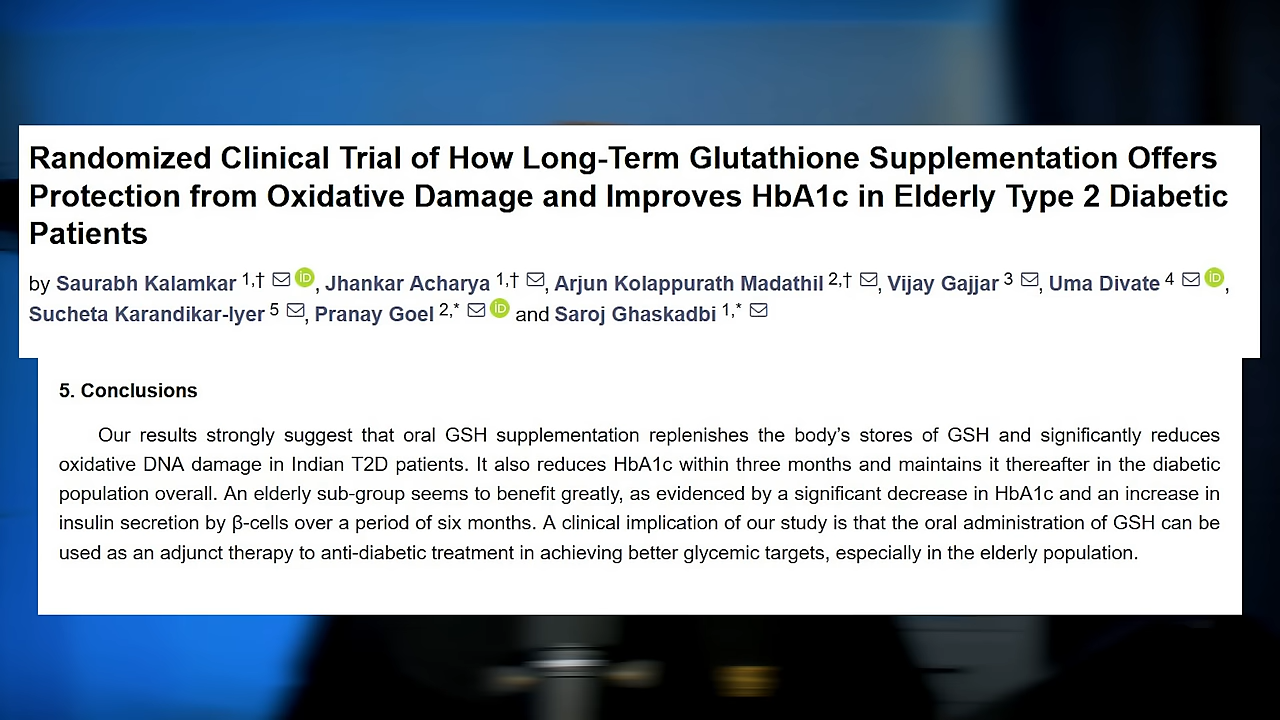 Randomized Clinical Trial of How Long-Term Glutathione Supplementation Offers
Protection from Oxidative Damage and Improves HbA1c in Elderly Type 2 Diabetic
Patients
by Saurabh Kalamkar 1,† iD, Jhankar Acharya 1,†, Arjun Kolappurath Madathil 2,†, Vijay Gajjar 3, Uma Divate 4 iD,
Sucheta Karandikar-Iyer 5, Pranay Goel 2,* iD and Saroj Ghaskadbi 1,*
5. Conclusions
Our results strongly suggest that oral GSH supplementation replenishes the body’s stores of GSH and significantly reduces
oxidative DNA damage in Indian T2D patients. It also reduces HbA1c within three months and maintains it thereafter in the diabetic
population overall. An elderly sub-group seems to benefit greatly, as evidenced by a significant decrease in HbA1c and an increase in
insulin secretion by β-cells over a period of six months. A clinical implication of our study is that the oral administration of GSH can be
used as an adjunct therapy to anti-diabetic treatment in achieving better glycemic targets, especially in the elderly population.